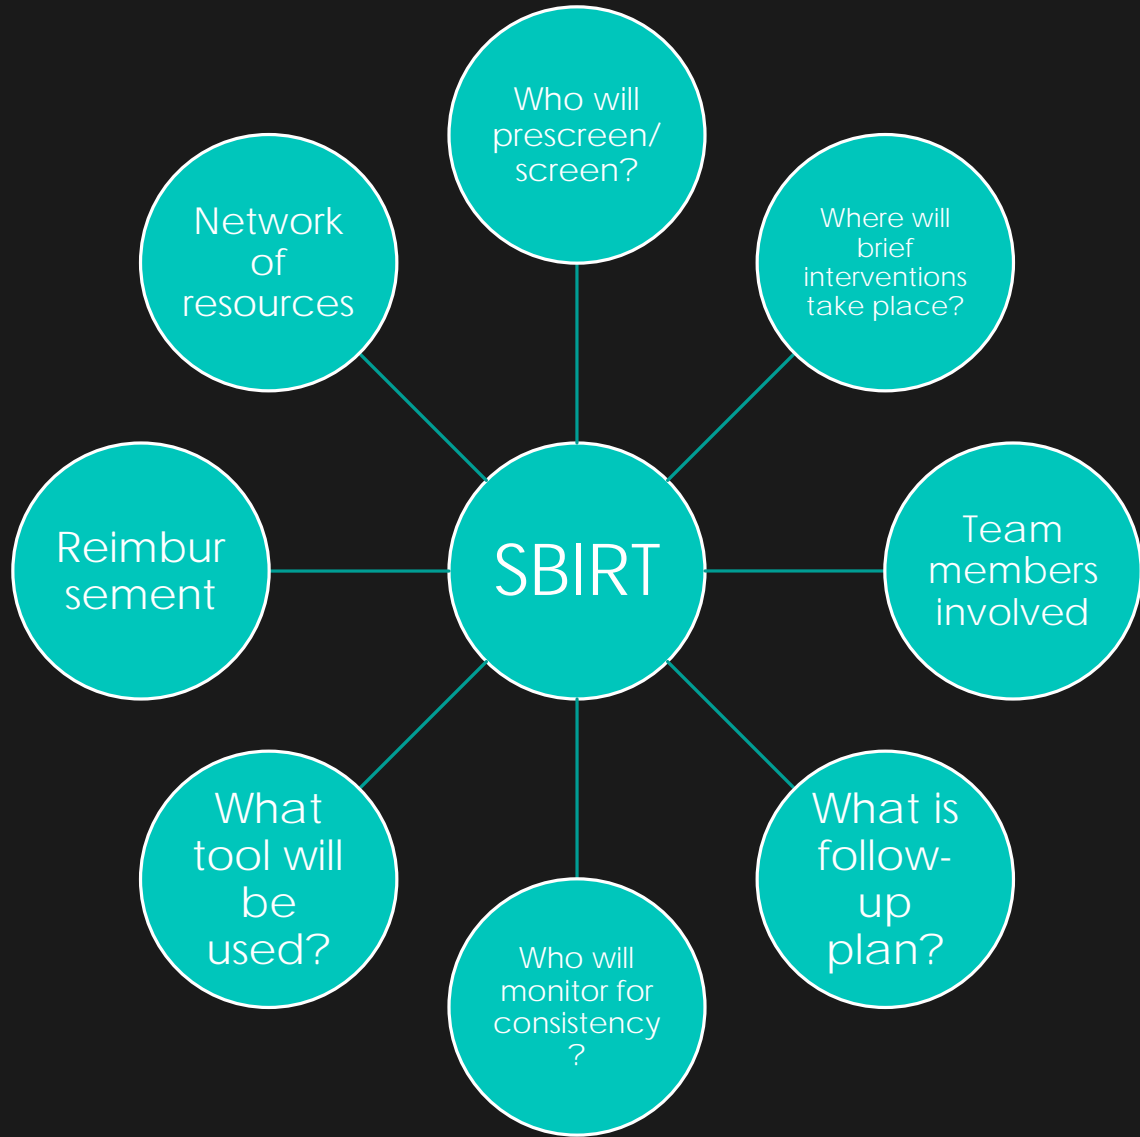 Who will
prescreen/
screen?
Where will
brief
interventions
take place?
Team
members
involved
What is
follow-
up
plan?
Who will
monitor for
consistency
?
What
tool will
be
used?
Reimbur
sement
Network
of
resources
SBIRT